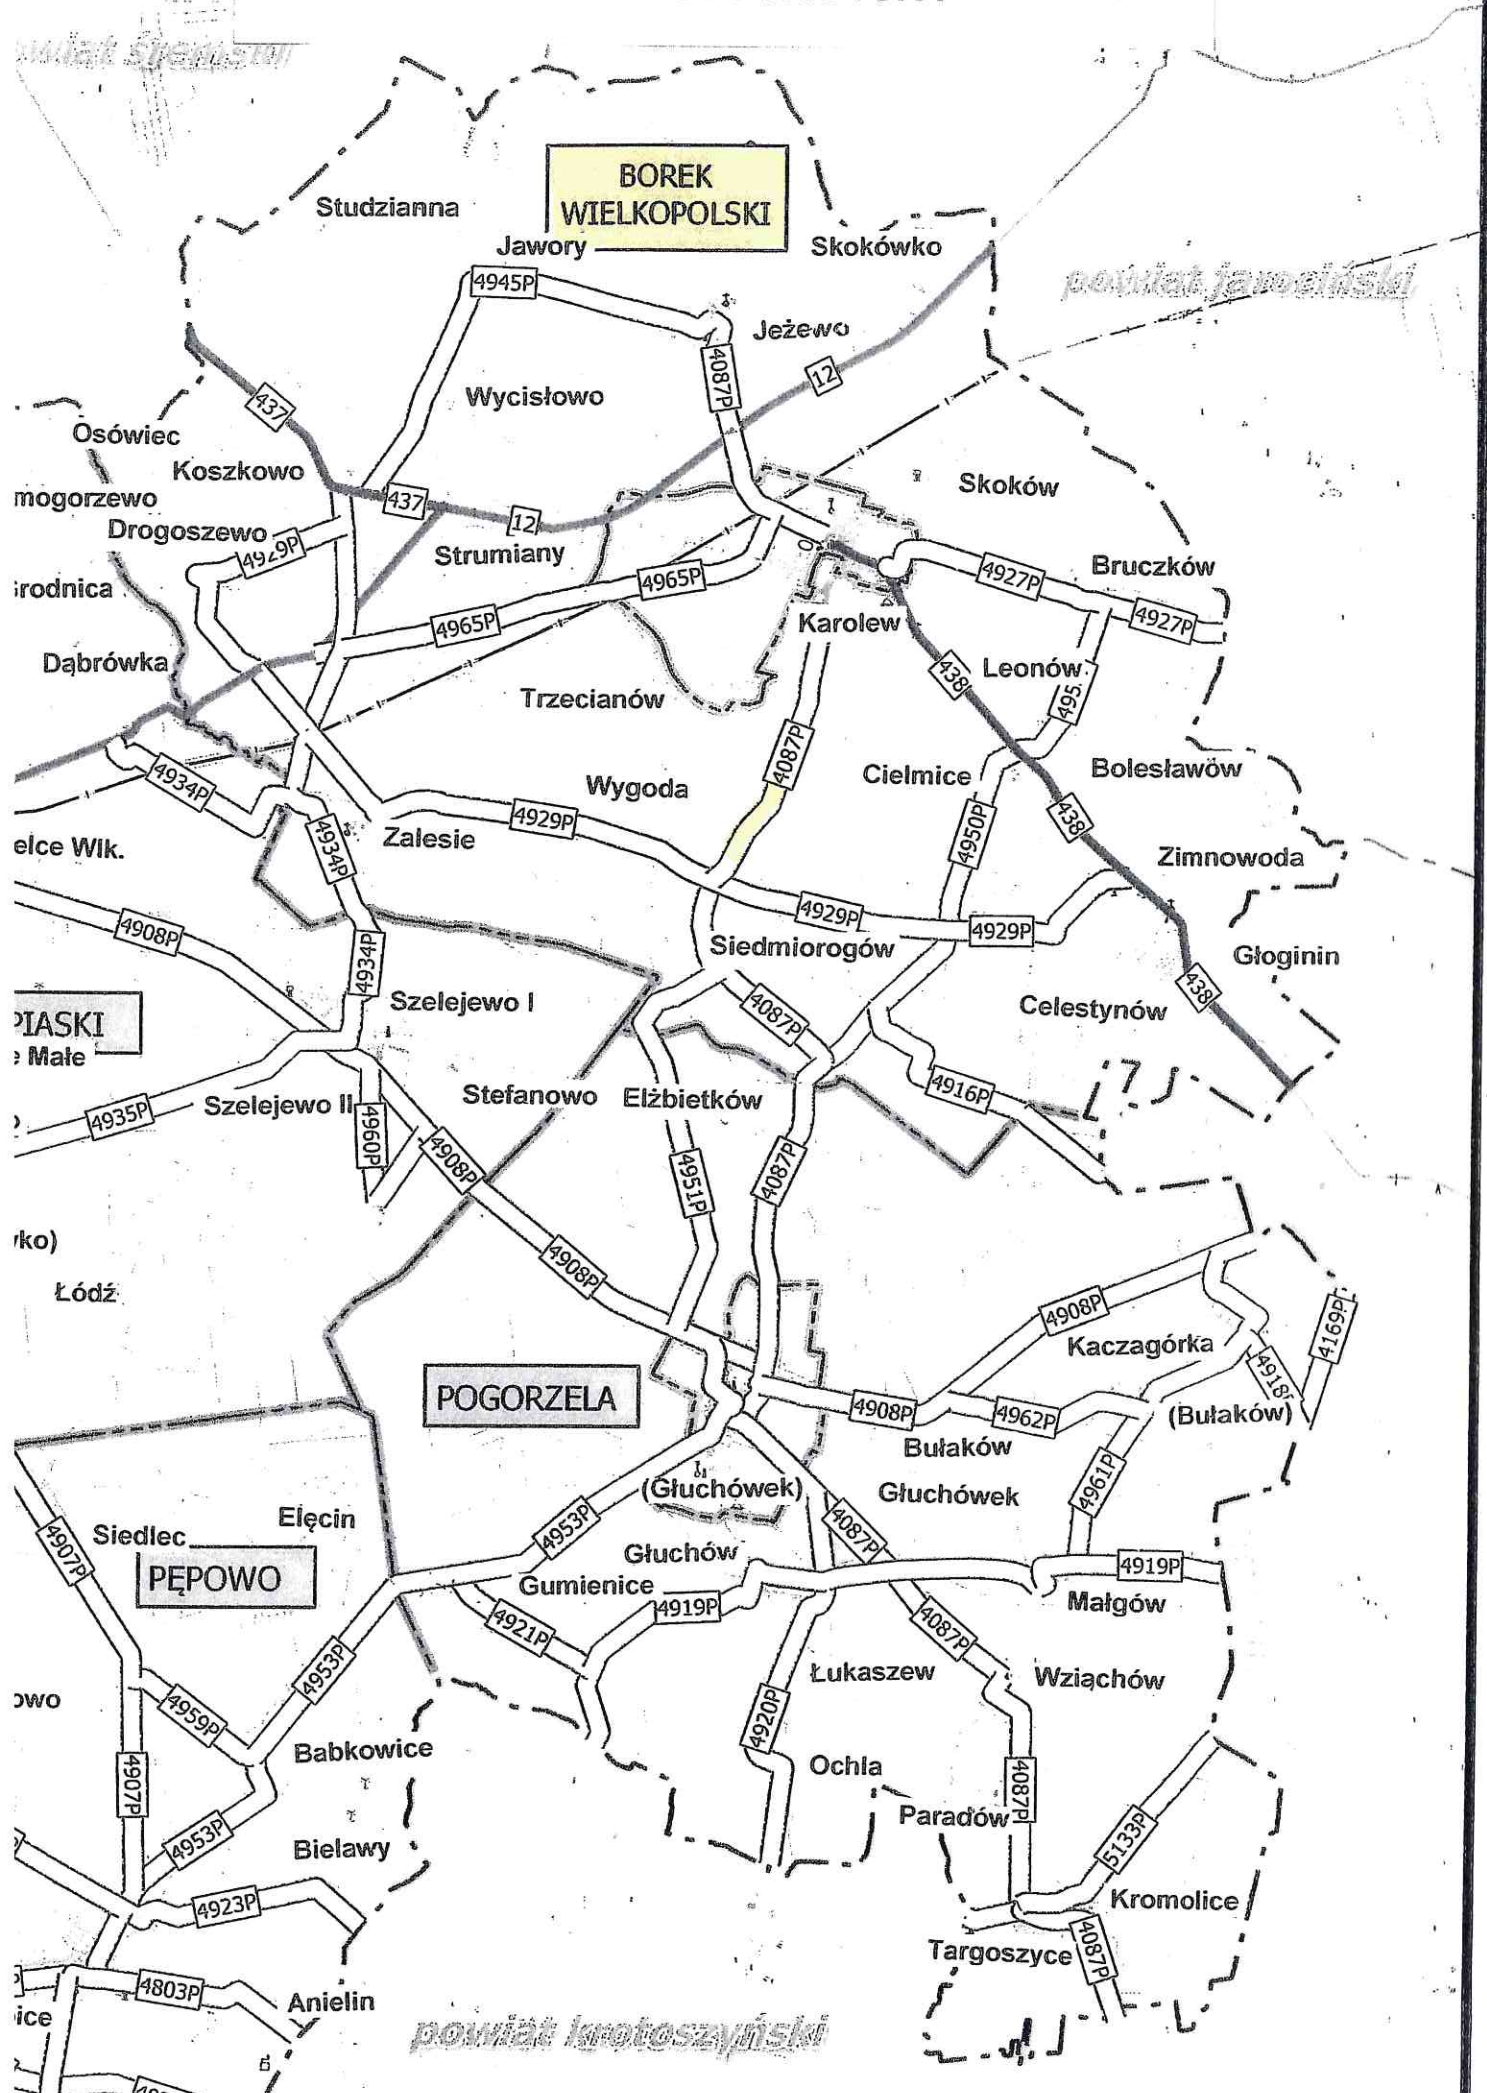 BOREK
WIELKOPOLSKI
Studzianna
Jawory
Skokówko
powiat jarociński
4945P
Jeżewo
4087P
12
Wycisłowo
437
Osówiec
Koszkowo
Skoków
mogorzewo
437
12
Drogoszewo
4929P
Strumiany
Bruczków
4965P
4927P
rodnica
4927P
4965P
Karolew
Dąbrówka
438
Leonów
495
Trzecianów
4087P
Cielmice
Bolesławów
4934P
Wygoda
4929P
438
4950P
elce Wlk.
4934P
Zalesie
Zimnowoda
4908P
4929P
4929P
Siedmiorogów
4934P
Głoginin
438
Szelejewo I
4087P
Celestynów
PIASKI
e Małe
4916P
Stefanowo
Elżbietków
4935P
Szelejewo II
4960P
4908P
4951P
4087P
ko)
Łódź
4908P
4908P
4169P
Kaczagórka
4918P
POGORZELA
4908P
4962P
(Bułaków)
Bułaków
4961P
(Głuchówek)
Głuchówek
Elęcin
4953P
4087P
Siedlec
4907P
Głuchów
PĘPOWO
Gumienice
4919P
4919P
Małgów
4921P
4087P
4953P
Łukaszew
Wziąchów
owo
4959P
4920P
Babkowice
Ochla
4907P
4087P
Paradów
4953P
5133P
Bielawy
4923P
Kromolice
Targoszyce
4087P
4803P
Anielin
ice
powiat krotoszyński